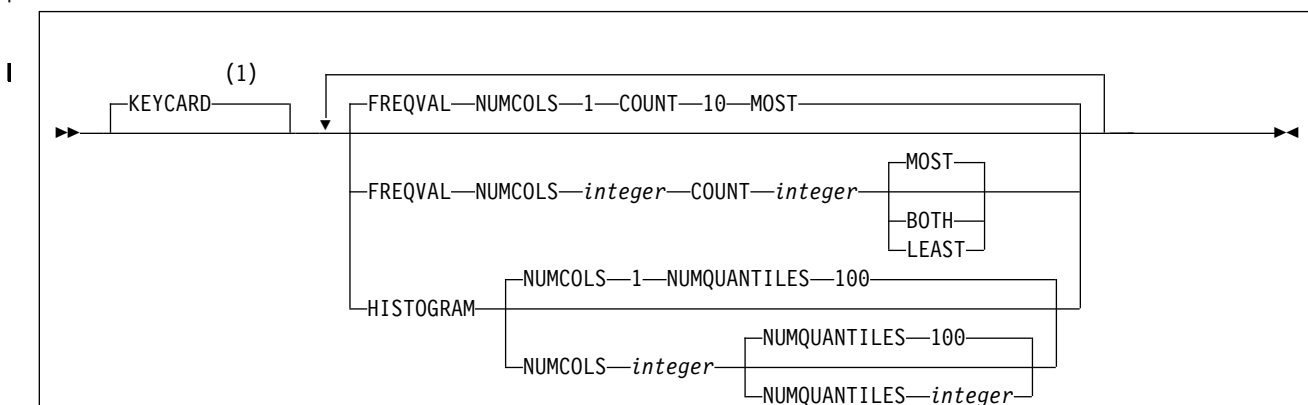 (1)
KEYCARD
FREQVAL NUMCOLS 1 COUNT 10 MOST
MOST
FREQVAL NUMCOLS integer COUNT integer
BOTH
LEAST
NUMCOLS 1 NUMQUANTILES 100
HISTOGRAM
NUMQUANTILES 100
NUMCOLS integer
NUMQUANTILES integer